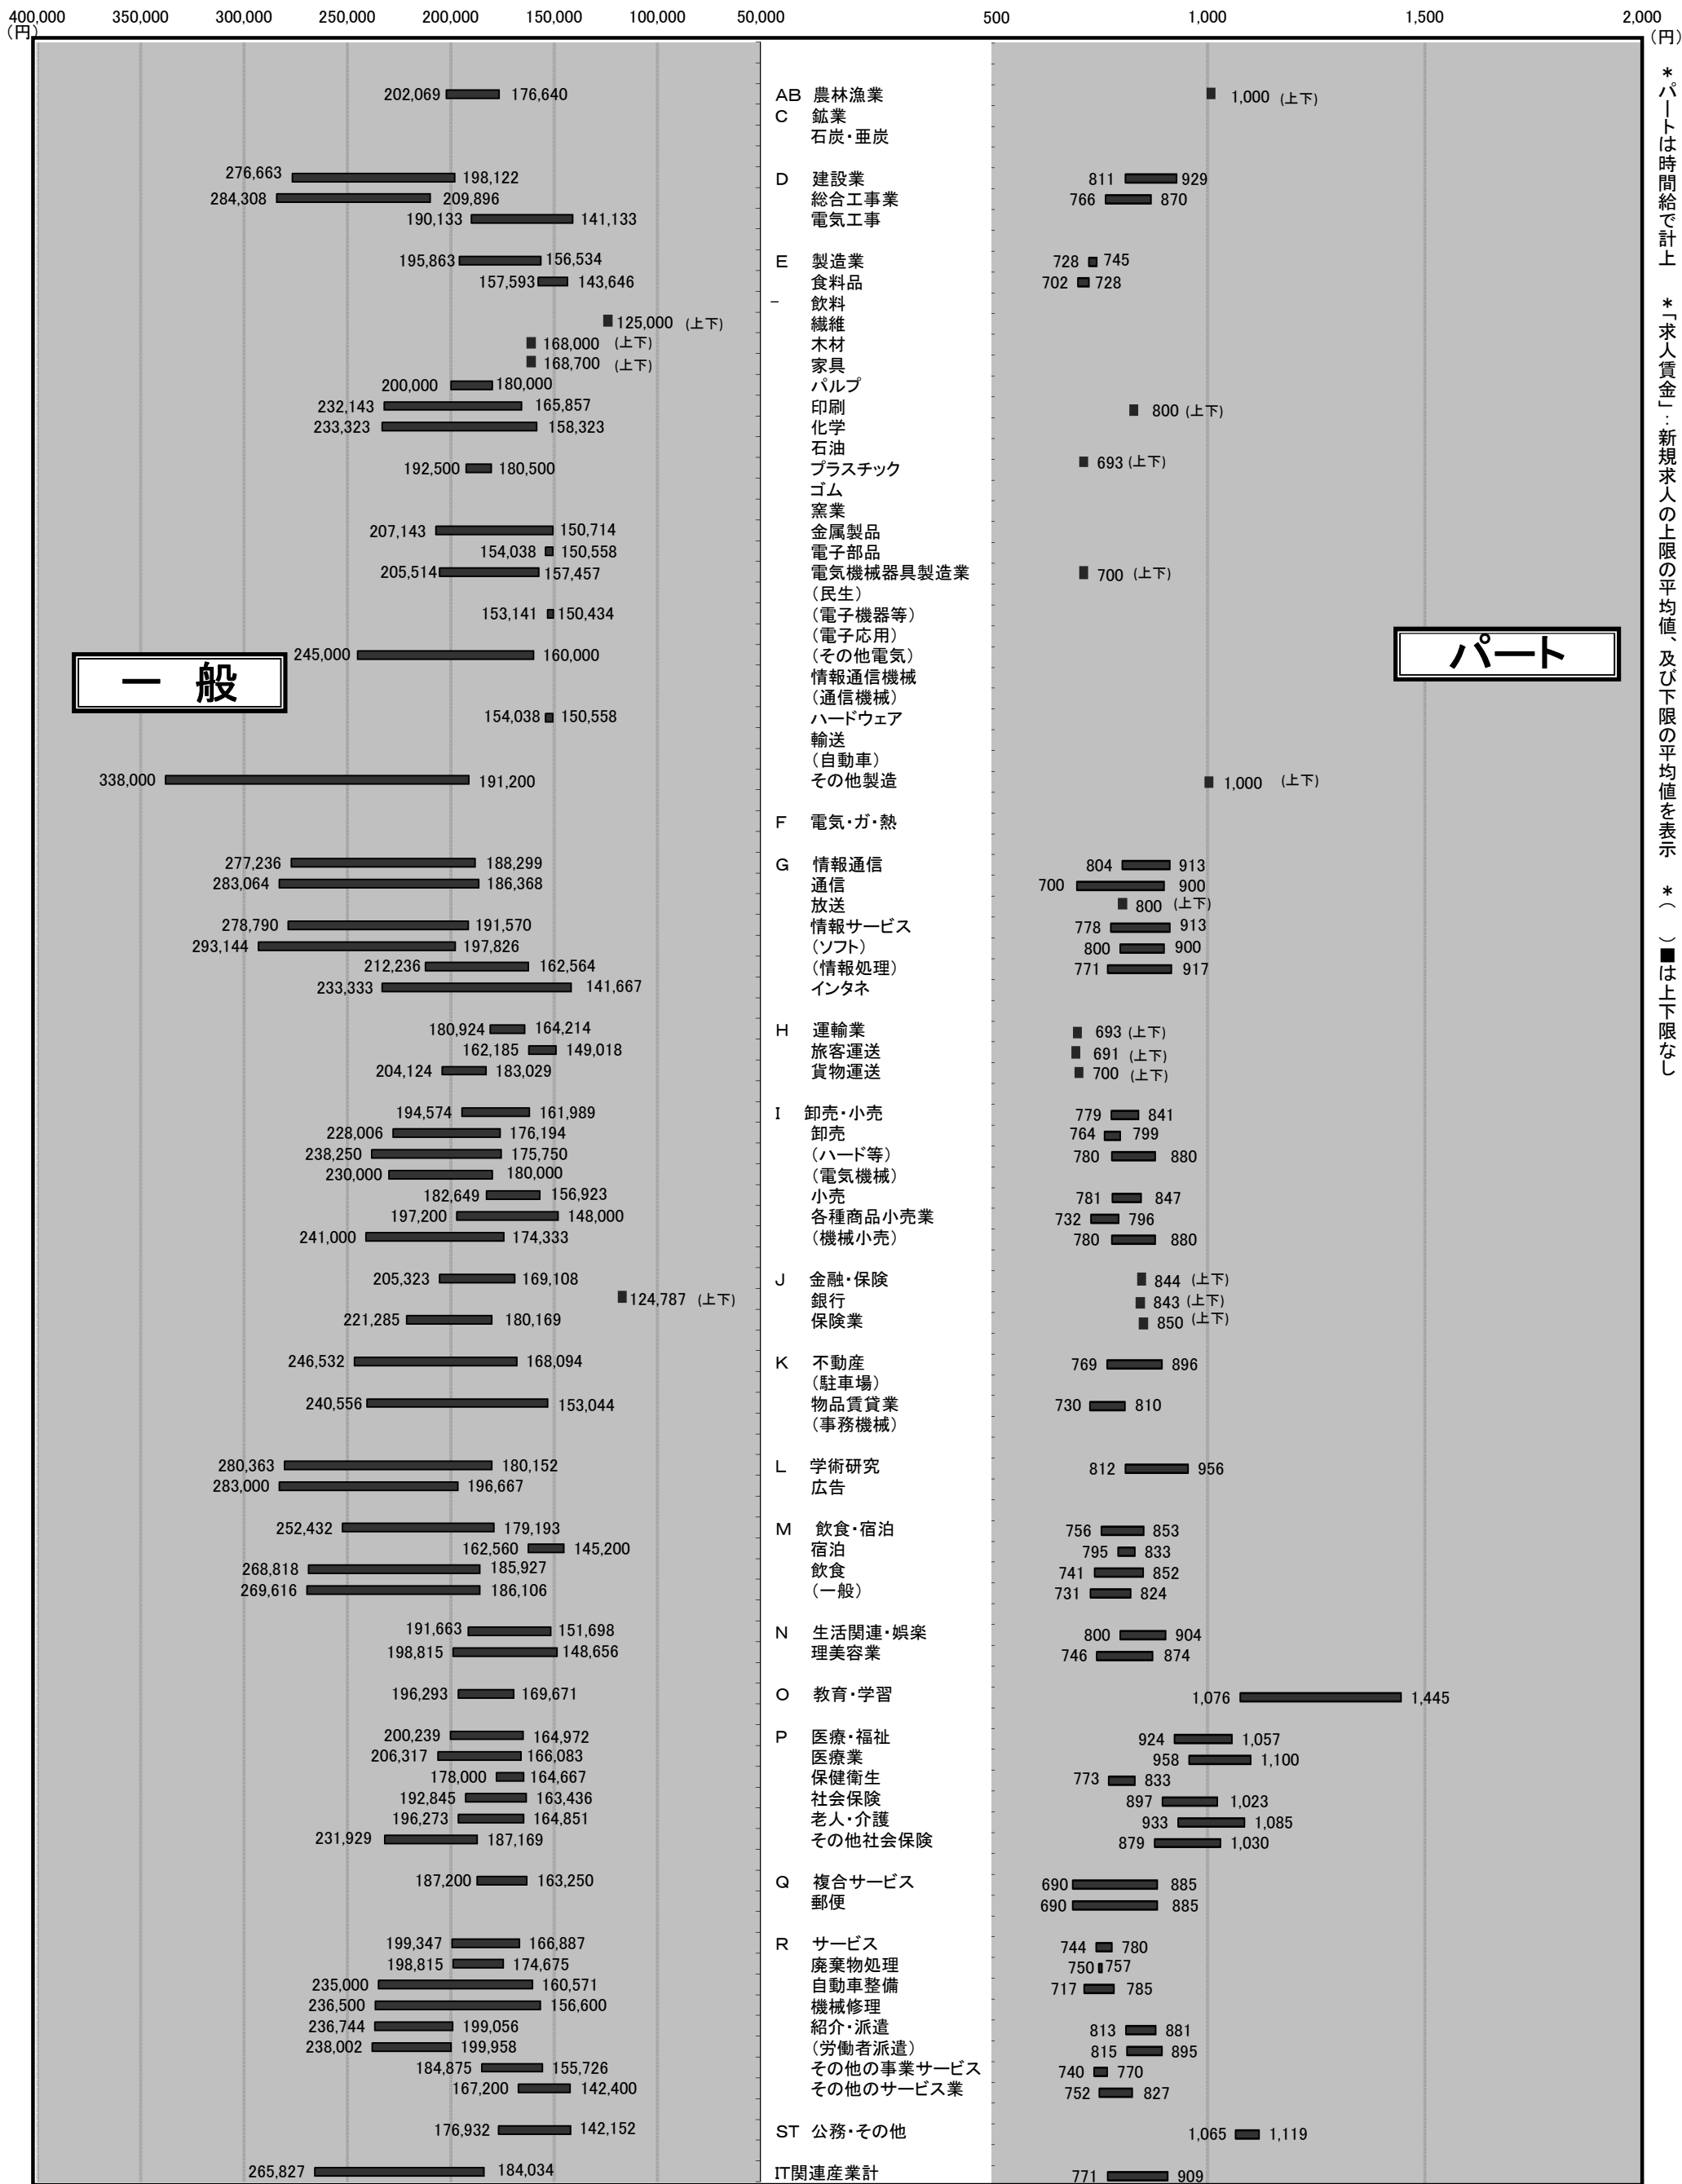 400,000 350,000 300,000 250,000 200,000 150,000 100,000 50,000 500 1,000 1,500 2,000
(円) (円)
202,069 176,640 AB 農林漁業 1,000 (上下)
C 鉱業
石炭・亜炭
276,663 198,122 D 建設業 811 929
284,308 209,896 総合工事業 766 870
190,133 141,133 電気工事
195,863 156,534 E 製造業 728 745
157,593 143,646 食料品 702 728
– 飲料
125,000 (上下) 繊維
168,000 (上下) 木材
168,700 (上下) 家具
200,000 180,000 パルプ
232,143 165,857 印刷 800 (上下)
233,323 158,323 化学
石油
192,500 180,500 プラスチック 693 (上下)
ゴム
窯業
207,143 150,714 金属製品
154,038 150,558 電子部品
205,514 157,457 電気機械器具製造業 700 (上下)
(民生)
153,141 150,434 (電子機器等)
(電子応用)
245,000 160,000 (その他電気)
一 般
パート
情報通信機械
(通信機械)
154,038 150,558 ハードウェア
輸送
(自動車)
338,000 191,200 その他製造 1,000 (上下)
F 電気・ガ・熱
277,236 188,299 G 情報通信 804 913
283,064 186,368 通信 700 900
放送 800 (上下)
278,790 191,570 情報サービス 778 913
293,144 197,826 (ソフト) 800 900
212,236 162,564 (情報処理) 771 917
233,333 141,667 インタネ
180,924 164,214 H 運輸業 693 (上下)
162,185 149,018 旅客運送 691 (上下)
204,124 183,029 貨物運送 700 (上下)
194,574 161,989 I 卸売・小売 779 841
228,006 176,194 卸売 764 799
238,250 175,750 (ハード等) 780 880
230,000 180,000 (電気機械)
182,649 156,923 小売 781 847
197,200 148,000 各種商品小売業 732 796
241,000 174,333 (機械小売) 780 880
205,323 169,108 J 金融・保険 844 (上下)
124,787 (上下) 銀行 843 (上下)
221,285 180,169 保険業 850 (上下)
246,532 168,094 K 不動産 769 896
(駐車場)
240,556 153,044 物品賃貸業 730 810
(事務機械)
280,363 180,152 L 学術研究 812 956
283,000 196,667 広告
252,432 179,193 M 飲食・宿泊 756 853
162,560 145,200 宿泊 795 833
268,818 185,927 飲食 741 852
269,616 186,106 (一般) 731 824
191,663 151,698 N 生活関連・娯楽 800 904
198,815 148,656 理美容業 746 874
196,293 169,671 O 教育・学習 1,076 1,445
200,239 164,972 P 医療・福祉 924 1,057
206,317 166,083 医療業 958 1,100
178,000 164,667 保健衛生 773 833
192,845 163,436 社会保険 897 1,023
196,273 164,851 老人・介護 933 1,085
231,929 187,169 その他社会保険 879 1,030
187,200 163,250 Q 複合サービス 690 885
郵便 690 885
199,347 166,887 R サービス 744 780
198,815 174,675 廃棄物処理 750 757
235,000 160,571 自動車整備 717 785
236,500 156,600 機械修理
236,744 199,056 紹介・派遣 813 881
238,002 199,958 (労働者派遣) 815 895
184,875 155,726 その他の事業サービス 740 770
167,200 142,400 その他のサービス業 752 827
176,932 142,152 ST 公務・その他 1,065 1,119
265,827 184,034 IT関連産業計 771 909
*パートは時間給で計上 *「求人賃金」:新規求人の上限の平均値、及び下限の平均値を表示 *( )■は上下限なし